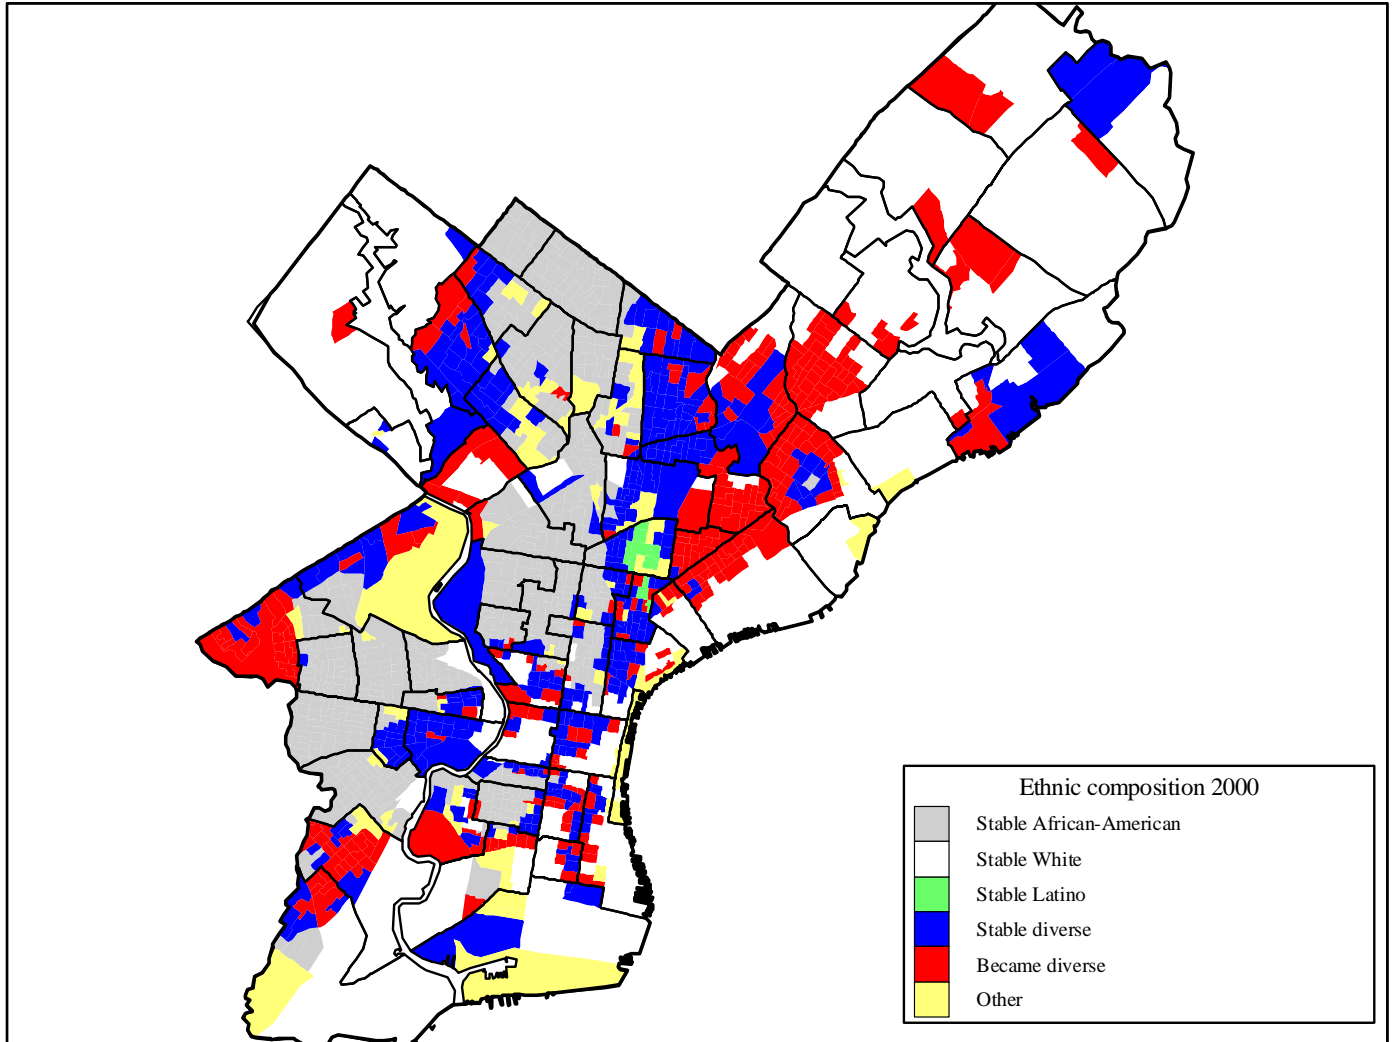 Ethnic composition 2000
Stable African-American
Stable White
Stable Latino
Stable diverse
Became diverse
Other